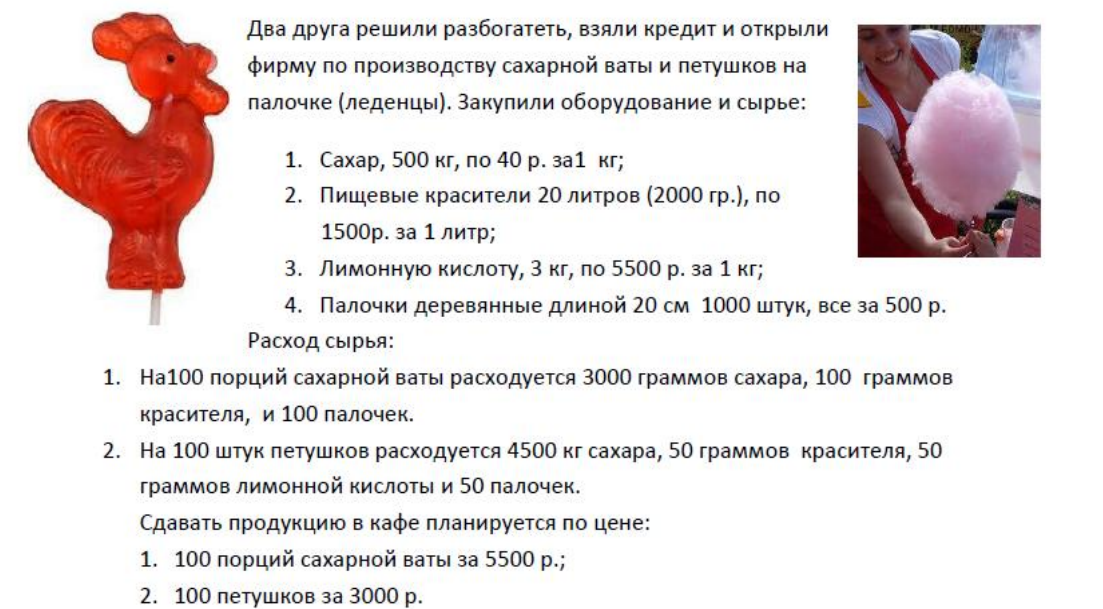 Два друга решили разбогатеть, взяли кредит и открыли
фирму по производству сахарной ваты и петушков на
палочке (леденцы). Закупили оборудование и сырье:
1. Сахар, 500 кг, по 40 р. за1 кг;
2. Пищевые красители 20 литров (2000 гр.), по
1500р. за 1 литр;
3. Лимонную кислоту, 3 кг, по 5500 р. за 1 кг;
4. Палочки деревянные длиной 20 см 1000 штук, все за 500 р.
Расход сырья:
1. На100 порций сахарной ваты расходуется 3000 граммов сахара, 100 граммов
красителя, и 100 палочек.
2. На 100 штук петушков расходуется 4500 кг сахара, 50 граммов красителя, 50
граммов лимонной кислоты и 50 палочек.
Сдавать продукцию в кафе планируется по цене:
1. 100 порций сахарной ваты за 5500 р.;
2. 100 петушков за 3000 р.